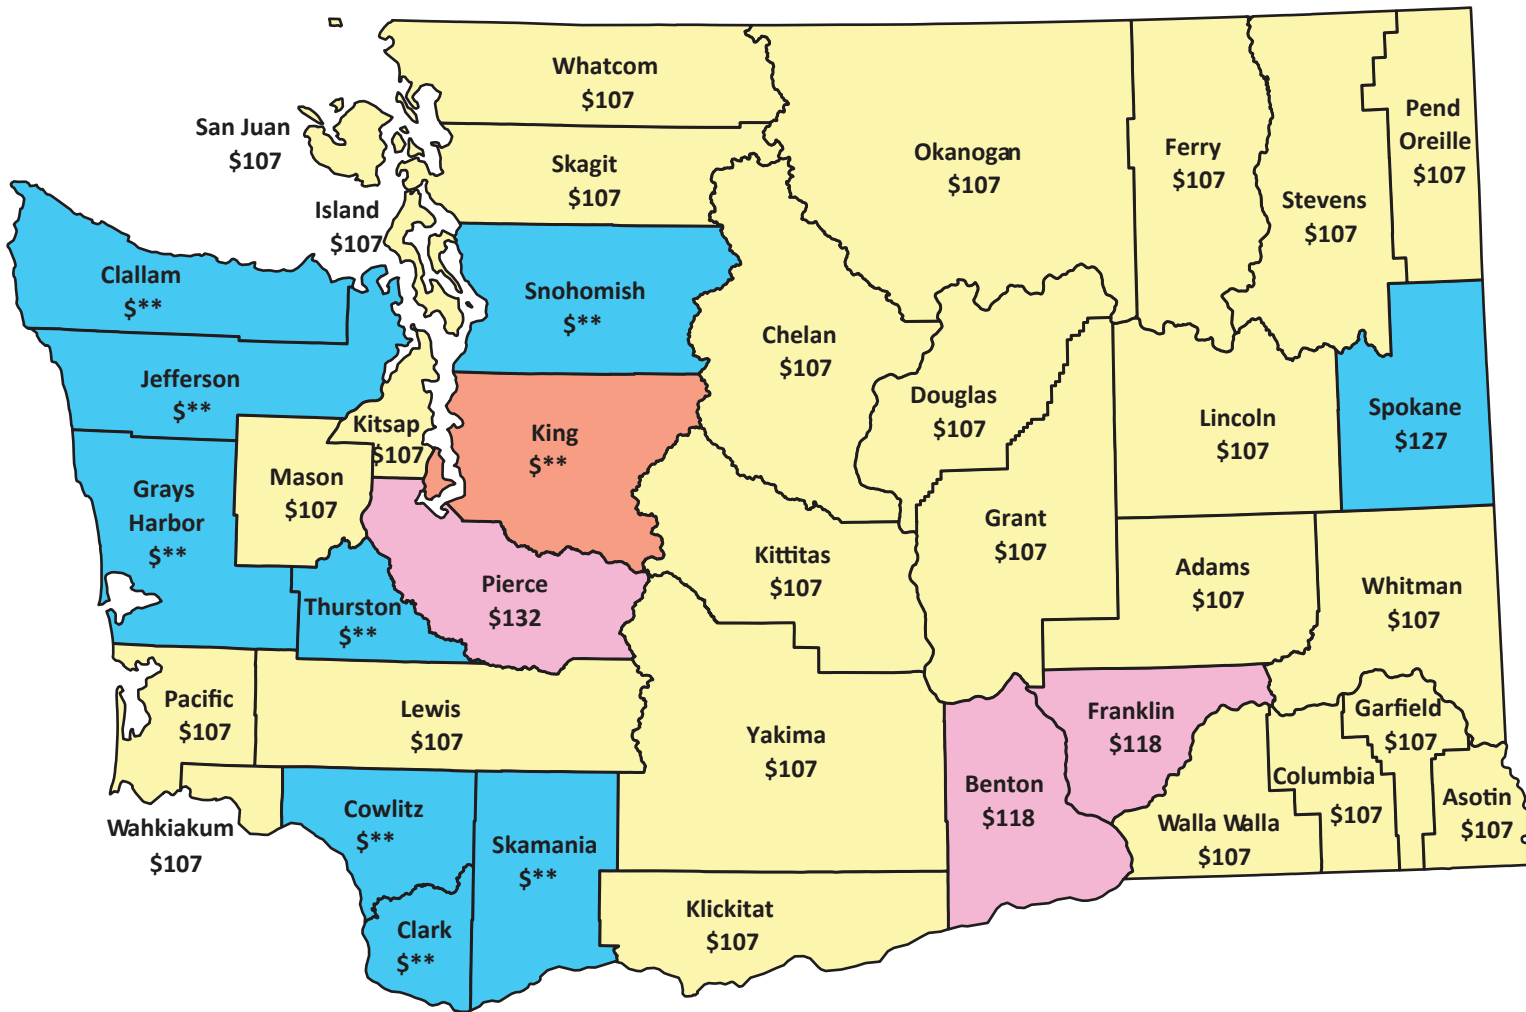 Whatcom
$107
San Juan
$107
Skagit
$107
Island
$107
Okanogan
$107
Ferry
$107
Stevens
$107
Pend
Oreille
$107
Clallam
$**
Snohomish
$**
Chelan
$107
Jefferson
$**
Kitsap
$107
King
$**
Douglas
$107
Lincoln
$107
Spokane
$127
Grays
Harbor
$**
Mason
$107
Grant
$107
Kittitas
$107
Adams
$107
Whitman
$107
Thurston
$**
Pierce
$132
Pacific
$107
Lewis
$107
Yakima
$107
Franklin
$118
Garfield
$107
Benton
$118
Columbia
$107
Asotin
$107
Walla Walla
$107
Wahkiakum
$107
Cowlitz
$**
Skamania
$**
Klickitat
$107
Clark
$**